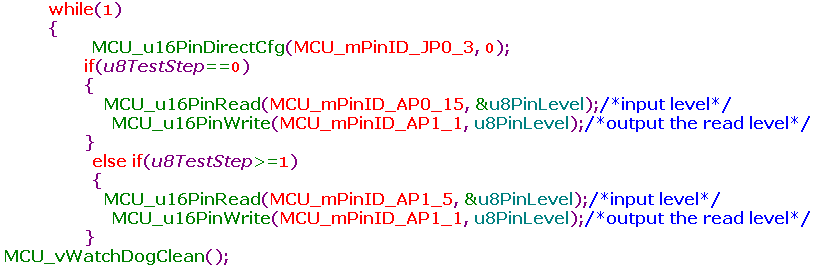 while(1)
{
MCU_u16PinDirectCfg(MCU_mPinID_JP0_3, 0);
if(u8TestStep==0)
{
MCU_u16PinRead(MCU_mPinID_AP0_15, &u8PinLevel);/*input level*/
MCU_u16PinWrite(MCU_mPinID_AP1_1, u8PinLevel);/*output the read level*/
}
else if(u8TestStep>=1)
{
MCU_u16PinRead(MCU_mPinID_AP1_5, &u8PinLevel);/*input level*/
MCU_u16PinWrite(MCU_mPinID_AP1_1, u8PinLevel);/*output the read level*/
}
MCU_vWatchDogClean();